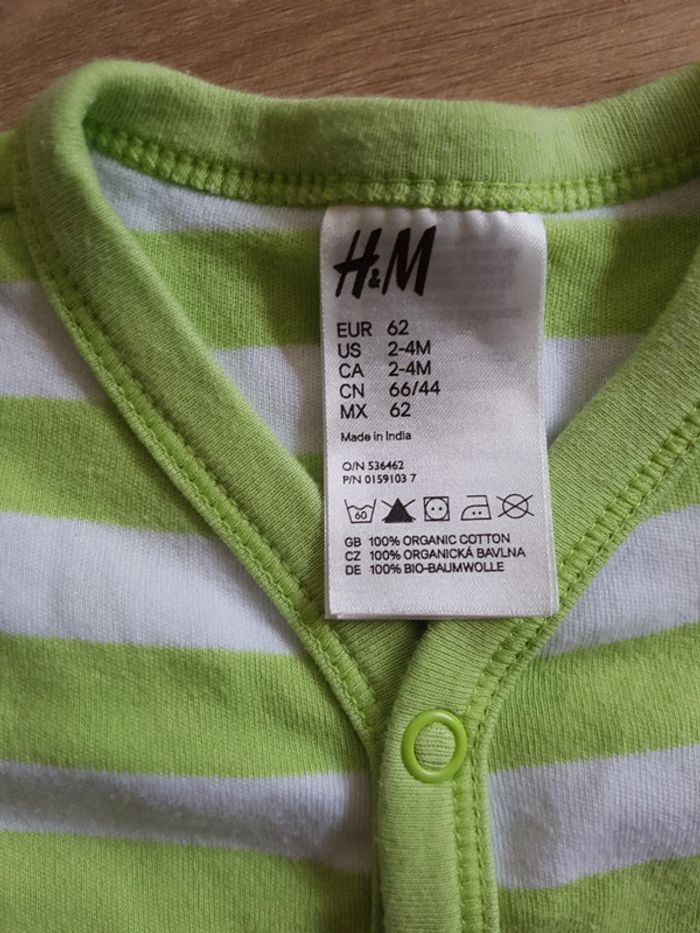 H&M
EUR 62
US 2-4M
CA 2-4M
CN 66/44
MX 62
Made in India
O/N 536462
P/N 0159103 7
60
GB 100% ORGANIC COTTON
CZ 100% ORGANICKÁ BAVLNA
DE 100% BIO-BAUMWOLLE